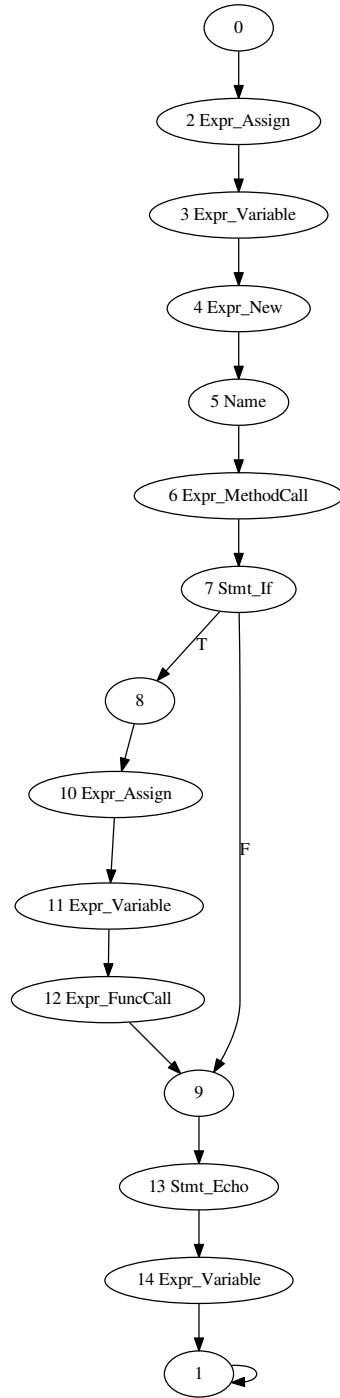 0
2 Expr_Assign
3 Expr_Variable
4 Expr_New
5 Name
6 Expr_MethodCall
7 Stmt_If
T
8
10 Expr_Assign
F
11 Expr_Variable
12 Expr_FuncCall
9
13 Stmt_Echo
14 Expr_Variable
1